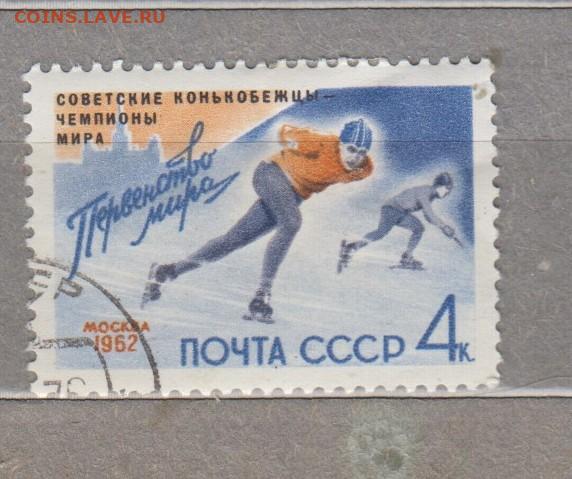 COINS.LAVE.RU
СОВЕТСКИЕ КОНЬКОБЕЖЦЫ —
ЧЕМПИОНЫ
МИРА
Первенство
мира
МОСКВА
1962
ПОЧТА СССР 4к.